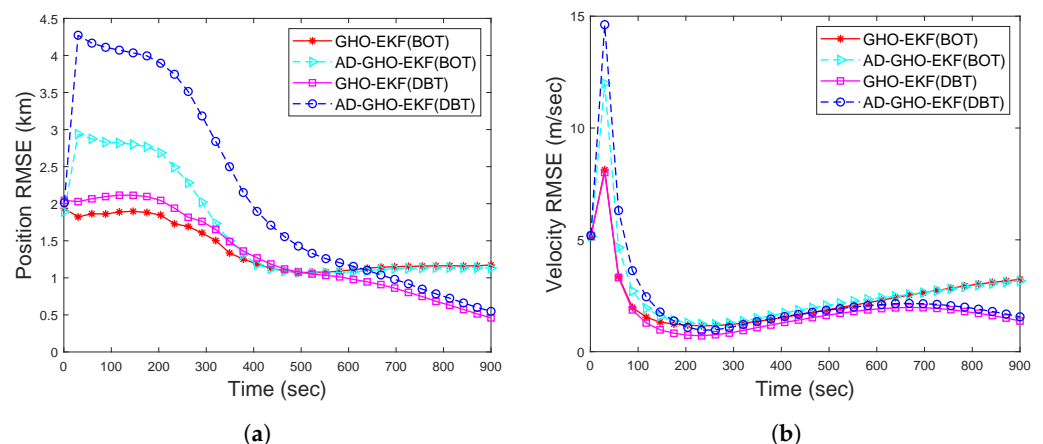 4.5
4
3.5
3
2.5
2
1.5
1
0.5
0
Position RMSE (km)
GHO-EKF(BOT)
AD-GHO-EKF(BOT)
GHO-EKF(DBT)
AD-GHO-EKF(DBT)
0 100 200 300 400 500 600 700 800 900
Time (sec)
(a)
15
10
5
0
Velocity RMSE (m/sec)
GHO-EKF(BOT)
AD-GHO-EKF(BOT)
GHO-EKF(DBT)
AD-GHO-EKF(DBT)
0 100 200 300 400 500 600 700 800 900
Time (sec)
(b)